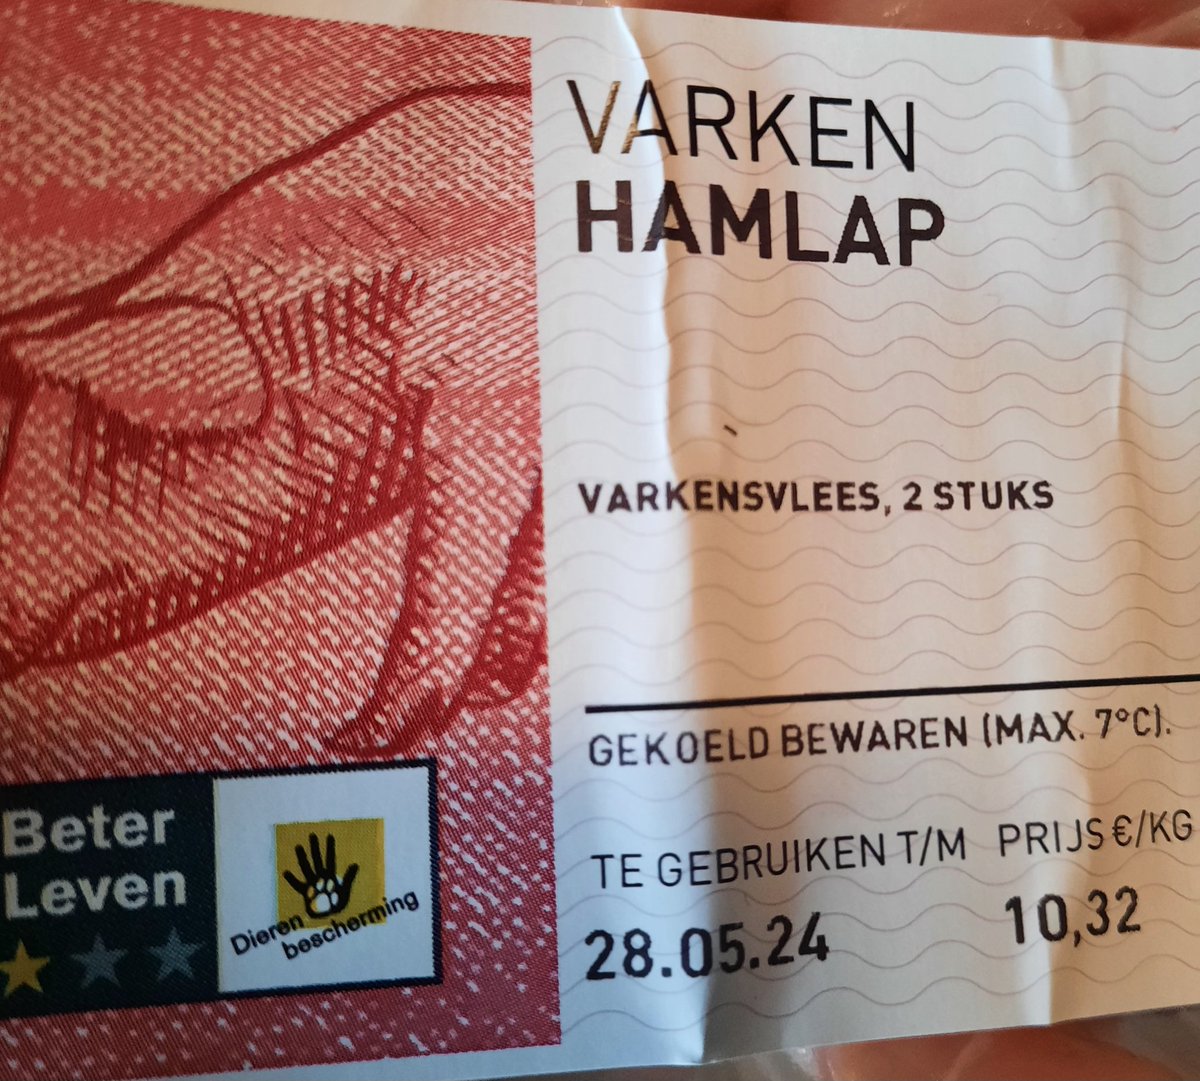 VARKEN
HAMLAP
VARKENSVLEES, 2 STUKS
GEKOELD BEWAREN (MAX. 7°C).
TE GEBRUIKEN T/M PRIJS €/KG
28.05.24 10,32
Beter
Leven
Dieren
bescherming